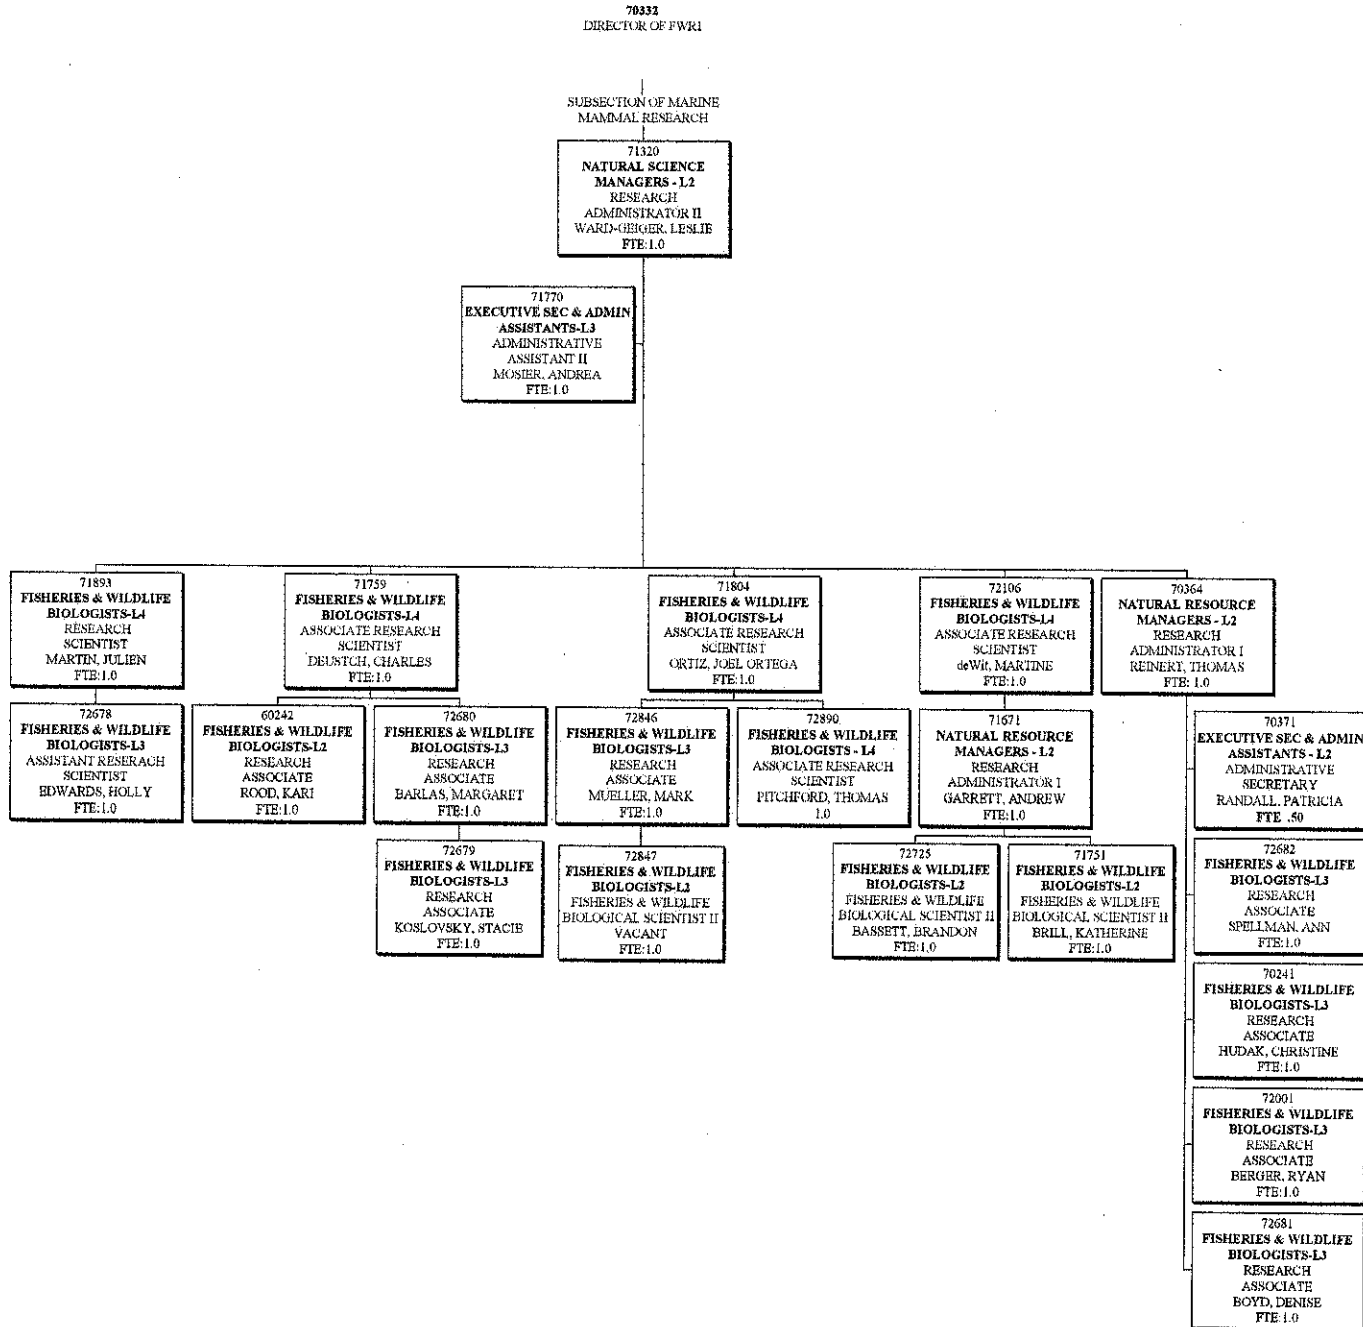 70332
DIRECTOR OF FWRI
SUBSECTION OF MARINE
MAMMAL RESEARCH
71320
NATURAL SCIENCE
MANAGERS - L2
RESEARCH
ADMINISTRATOR II
WARD-GEIGER, LESLIE
FTE:1.0
71770
EXECUTIVE SEC & ADMIN
ASSISTANTS-L3
ADMINISTRATIVE
ASSISTANT II
MOSIER, ANDREA
FTE:1.0
71893
FISHERIES & WILDLIFE
BIOLOGISTS-L4
RESEARCH
SCIENTIST
MARTIN, JULIEN
FTE:1.0
71759
FISHERIES & WILDLIFE
BIOLOGISTS-L4
ASSOCIATE RESEARCH
SCIENTIST
DEUSTCH, CHARLES
FTE:1.0
71804
FISHERIES & WILDLIFE
BIOLOGISTS-L4
ASSOCIATE RESEARCH
SCIENTIST
ORTIZ, JOEL ORTEGA
FTE:1.0
72106
FISHERIES & WILDLIFE
BIOLOGISTS-L4
ASSOCIATE RESEARCH
SCIENTIST
deWit, MARTINE
FTE:1.0
70364
NATURAL RESOURCE
MANAGERS - L2
RESEARCH
ADMINISTRATOR I
REINERT, THOMAS
FTE: 1.0
72678
FISHERIES & WILDLIFE
BIOLOGISTS-L3
ASSISTANT RESERACH
SCIENTIST
EDWARDS, HOLLY
FTE:1.0
60242
FISHERIES & WILDLIFE
BIOLOGISTS-L2
RESEARCH
ASSOCIATE
ROOD, KARI
FTE:1.0
72680
FISHERIES & WILDLIFE
BIOLOGISTS-L3
RESEARCH
ASSOCIATE
BARLAS, MARGARET
FTE:1.0
72846
FISHERIES & WILDLIFE
BIOLOGISTS-L3
RESEARCH
ASSOCIATE
MUELLER, MARK
FTE:1.0
72890
FISHERIES & WILDLIFE
BIOLOGISTS - L4
ASSOCIATE RESEARCH
SCIENTIST
PITCHFORD, THOMAS
1.0
71671
NATURAL RESOURCE
MANAGERS - L2
RESEARCH
ADMINISTRATOR I
GARRETT, ANDREW
FTE:1.0
70371
EXECUTIVE SEC & ADMIN
ASSISTANTS - L2
ADMINISTRATIVE
SECRETARY
RANDALL, PATRICIA
FTE .50
72679
FISHERIES & WILDLIFE
BIOLOGISTS-L3
RESEARCH
ASSOCIATE
KOSLOVSKY, STACIE
FTE:1.0
72847
FISHERIES & WILDLIFE
BIOLOGISTS-L2
FISHERIES & WILDLIFE
BIOLOGICAL SCIENTIST II
VACANT
FTE:1.0
72725
FISHERIES & WILDLIFE
BIOLOGISTS-L2
FISHERIES & WILDLIFE
BIOLOGICAL SCIENTIST II
BASSETT, BRANDON
FTE:1.0
71751
FISHERIES & WILDLIFE
BIOLOGISTS-L2
FISHERIES & WILDLIFE
BIOLOGICAL SCIENTIST II
BRILL, KATHERINE
FTE:1.0
72682
FISHERIES & WILDLIFE
BIOLOGISTS-L3
RESEARCH
ASSOCIATE
SPELLMAN, ANN
FTE:1.0
70241
FISHERIES & WILDLIFE
BIOLOGISTS-L3
RESEARCH
ASSOCIATE
HUDAK, CHRISTINE
FTE:1.0
72001
FISHERIES & WILDLIFE
BIOLOGISTS-L3
RESEARCH
ASSOCIATE
BERGER, RYAN
FTE:1.0
72681
FISHERIES & WILDLIFE
BIOLOGISTS-L3
RESEARCH
ASSOCIATE
BOYD, DENISE
FTE:1.0